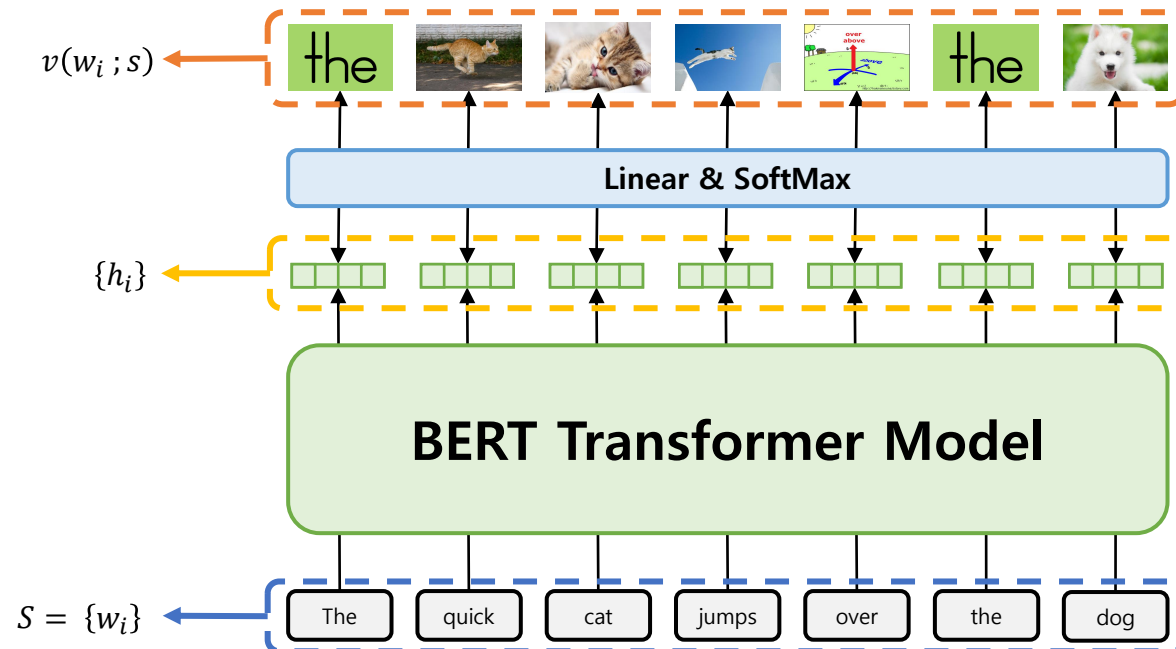 v(w_i ; s)
the
over
above
above
the
Linear & SoftMax
{h_i}
BERT Transformer Model
S = {w_i}
The
quick
cat
jumps
over
the
dog